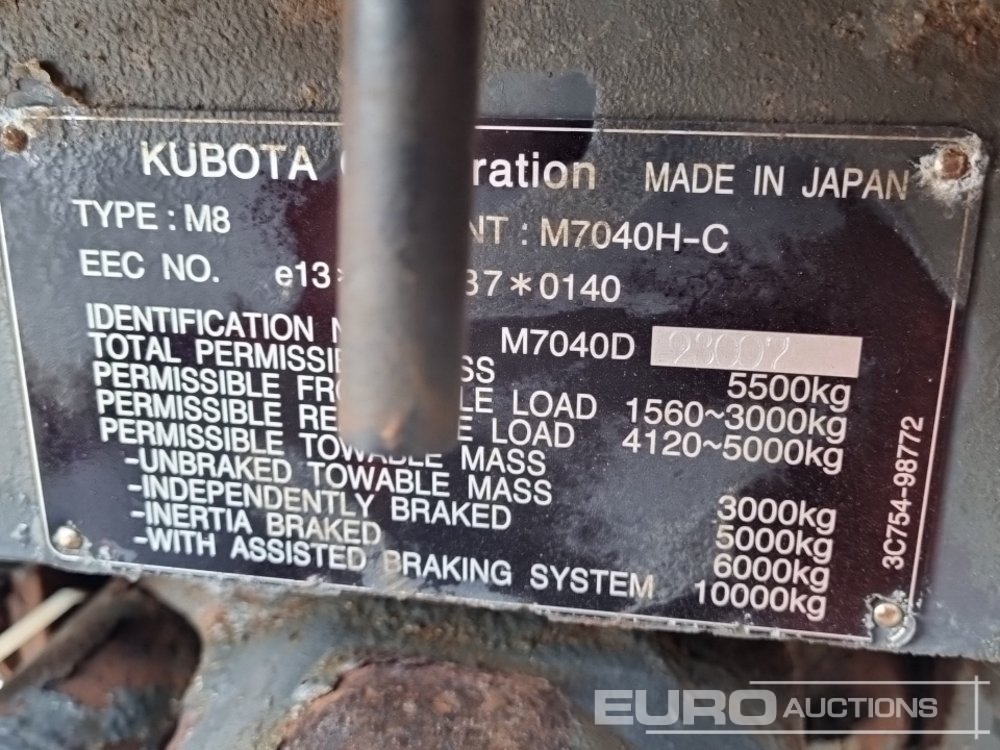 KUBOTA ration MADE IN JAPAN
TYPE : M8 NT : M7040H-C
EEC NO. e13 37*0140
IDENTIFICATION M7040D 23007
TOTAL PERMISSI SS 5500kg
PERMISSIBLE FRO LE LOAD 1560~3000kg
PERMISSIBLE RE E LOAD 4120~5000kg
PERMISSIBLE TOWABLE MASS
-UNBRAKED TOWABLE MASS 3000kg
-INDEPENDENTLY BRAKED 5000kg
-INERTIA BRAKED 6000kg
-WITH ASSISTED BRAKING SYSTEM 10000kg
3C754-98772
EURO AUCTIONS